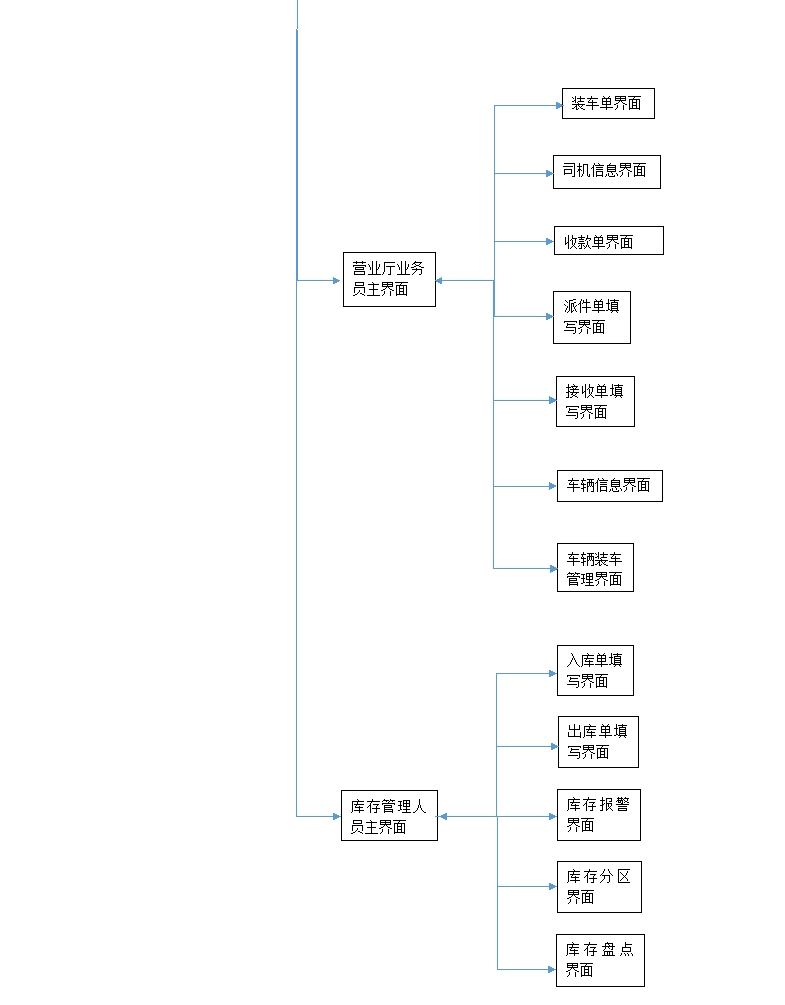 装车单界面
司机信息界面
收款单界面
营业厅业务
员主界面
派件单填
写界面
接收单填
写界面
车辆信息界面
车辆装车
管理界面
入库单填
写界面
出库单填
写界面
库存管理人
员主界面
库存报警
界面
库存分区
界面
库存盘点
界面